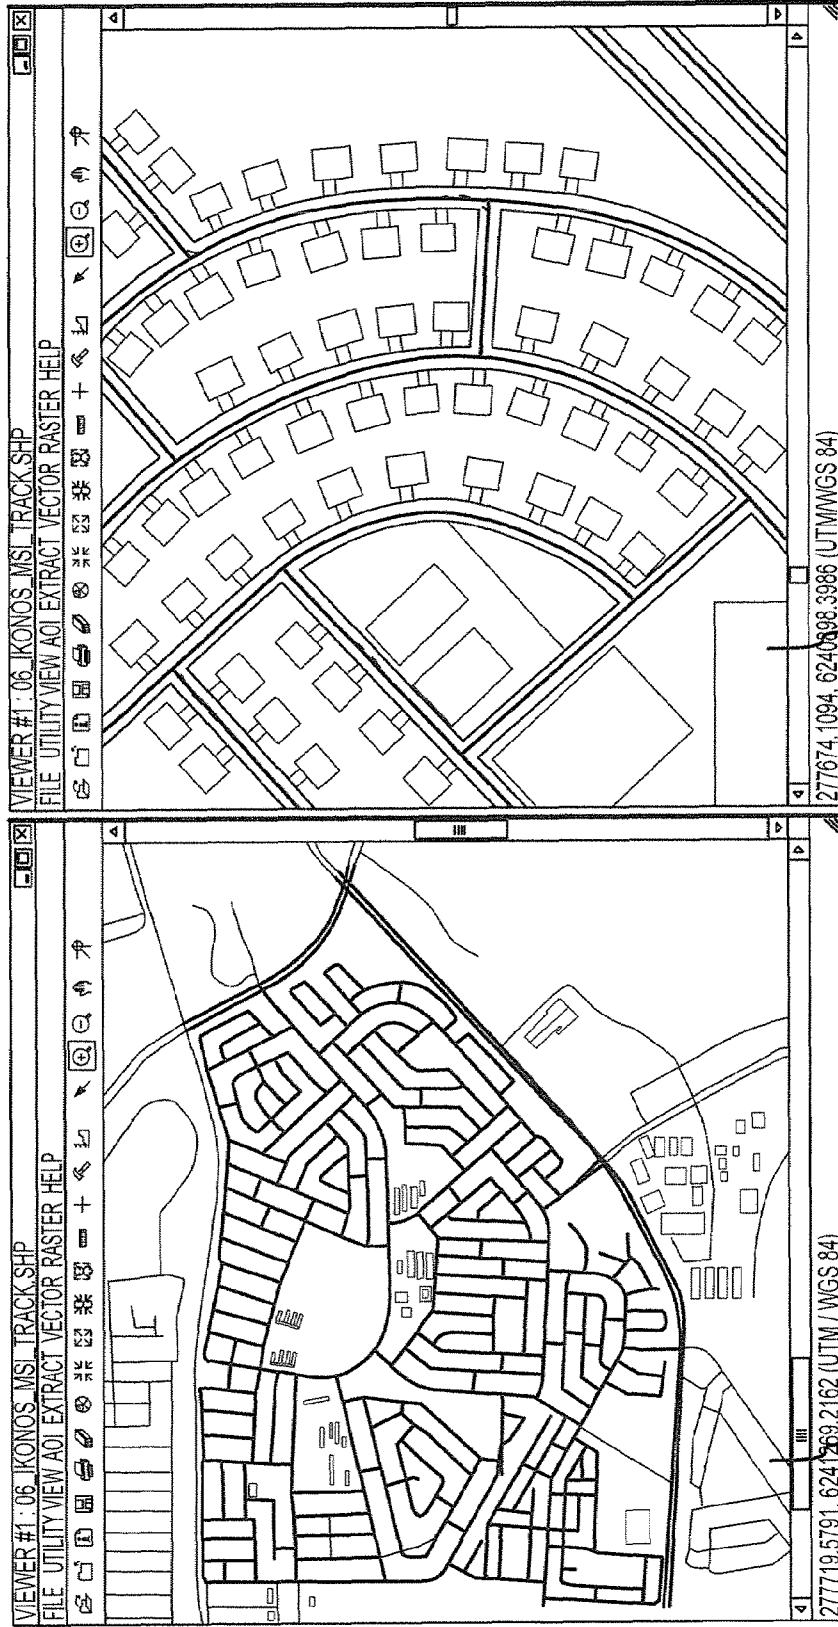 VIEWER #1 : 06_IKONOS_MSI_TRACK.SHP
FILE UTILITY VIEW AOI EXTRACT VECTOR RASTER HELP
277719.5791, 6241269.2162 (UTM / WGS 84)
VIEWER #1 : 06_IKONOS_MSI_TRACK.SHP
FILE UTILITY VIEW AOI EXTRACT VECTOR RASTER HELP
277674.1094, 6240898.3986 (UTM/WGS 84)